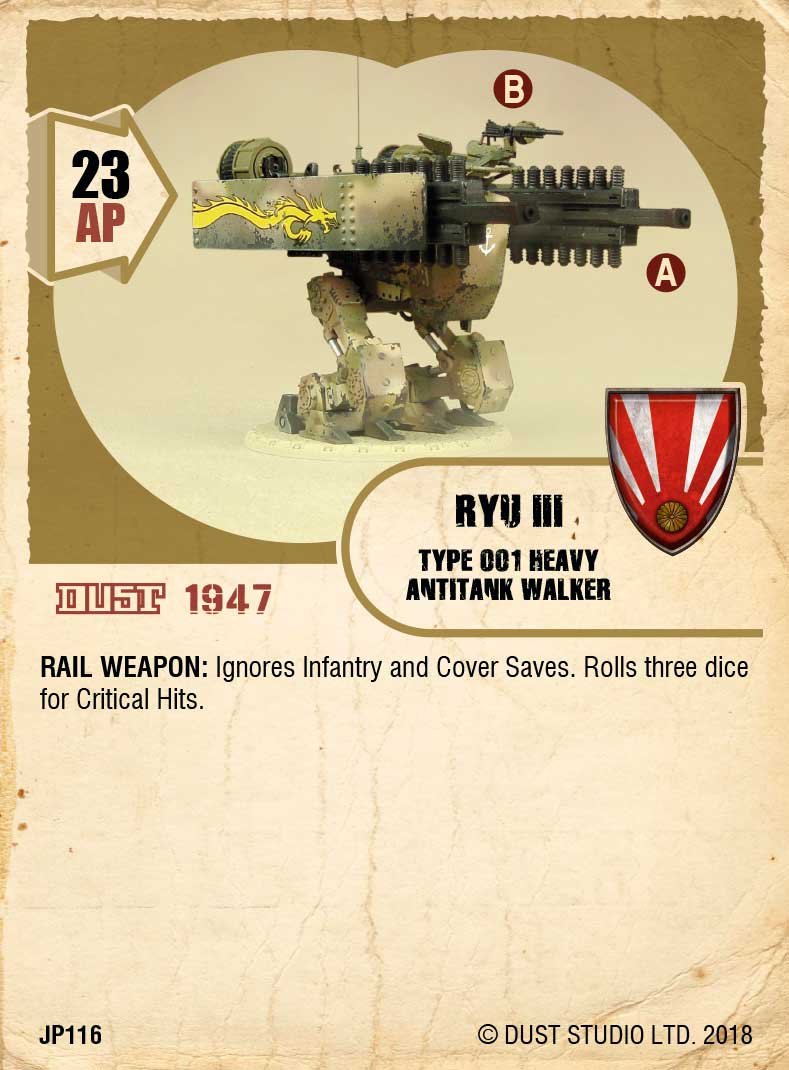 23
AP
B
A
RYU III
TYPE 001 HEAVY
ANTITANK WALKER
DUST 1947
RAIL WEAPON: Ignores Infantry and Cover Saves. Rolls three dice
for Critical Hits.
JP116
© DUST STUDIO LTD. 2018